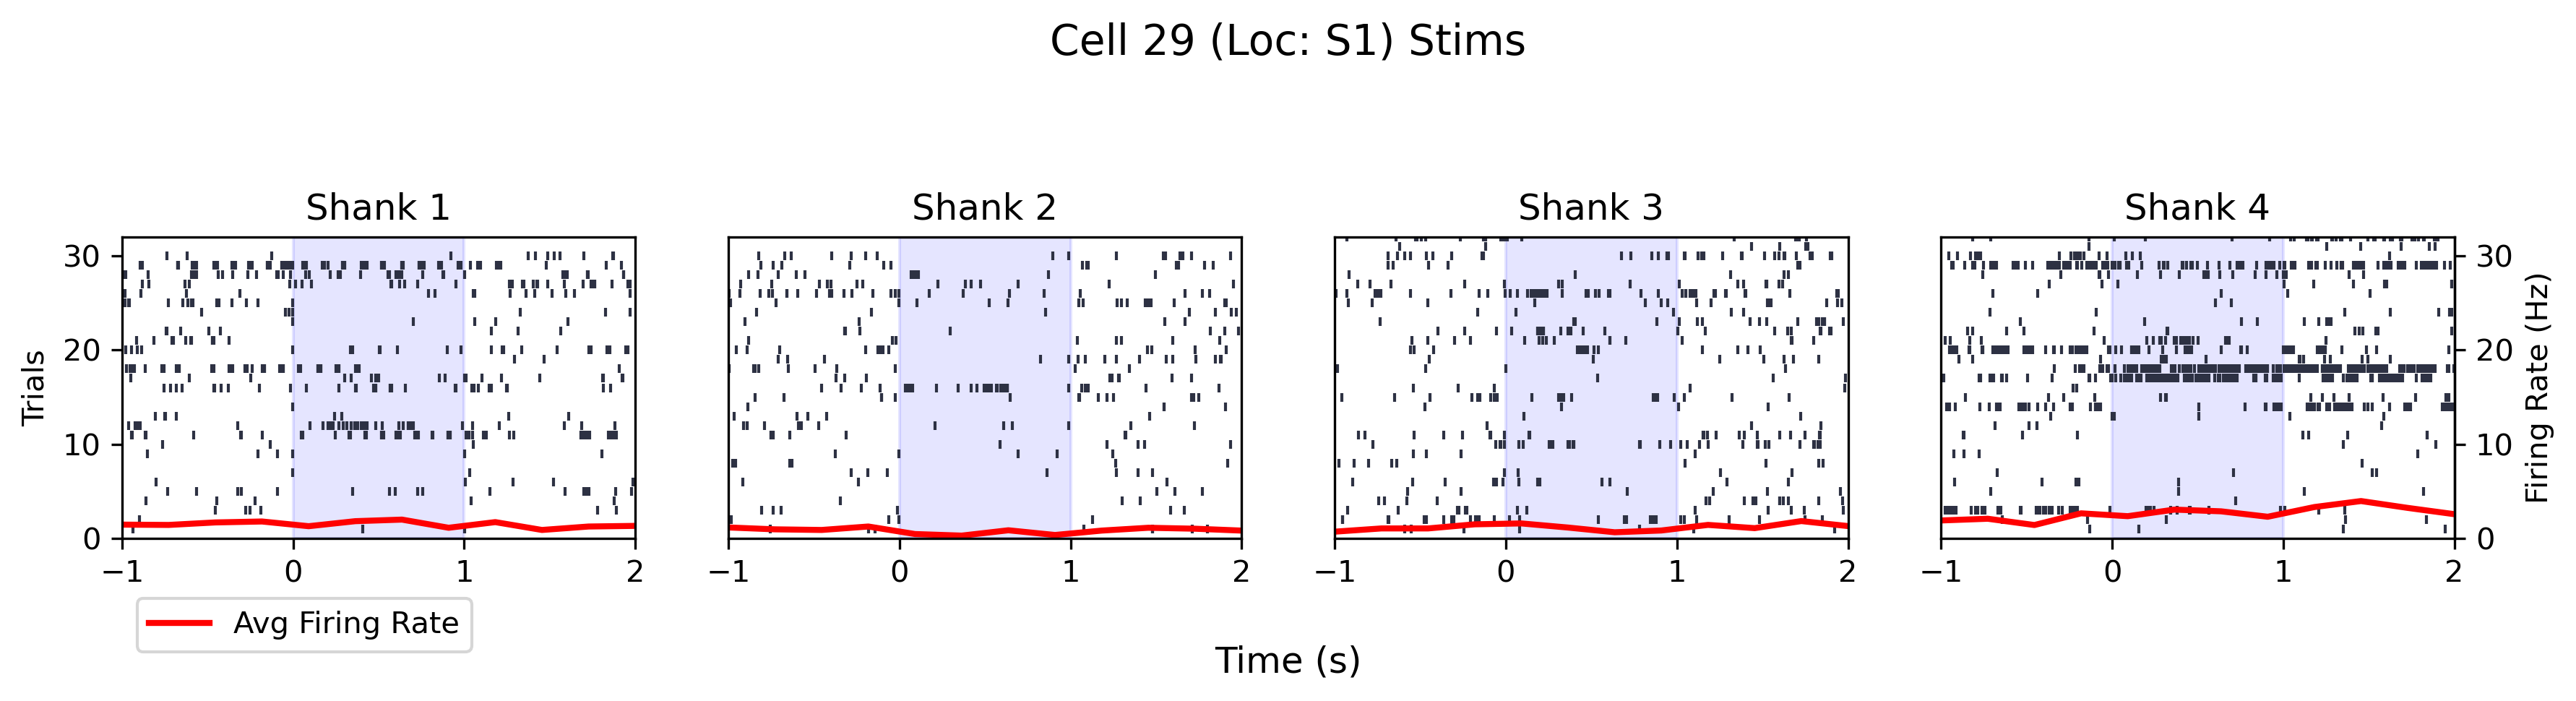 Cell 29 (Loc: S1) Stims
Shank 1
Shank 2
Shank 3
Shank 4
Trials
30
20
10
0
−1 0 1 2
−1 0 1 2
−1 0 1 2
−1 0 1 2
30
20
10
0
Firing Rate (Hz)
Avg Firing Rate
Time (s)